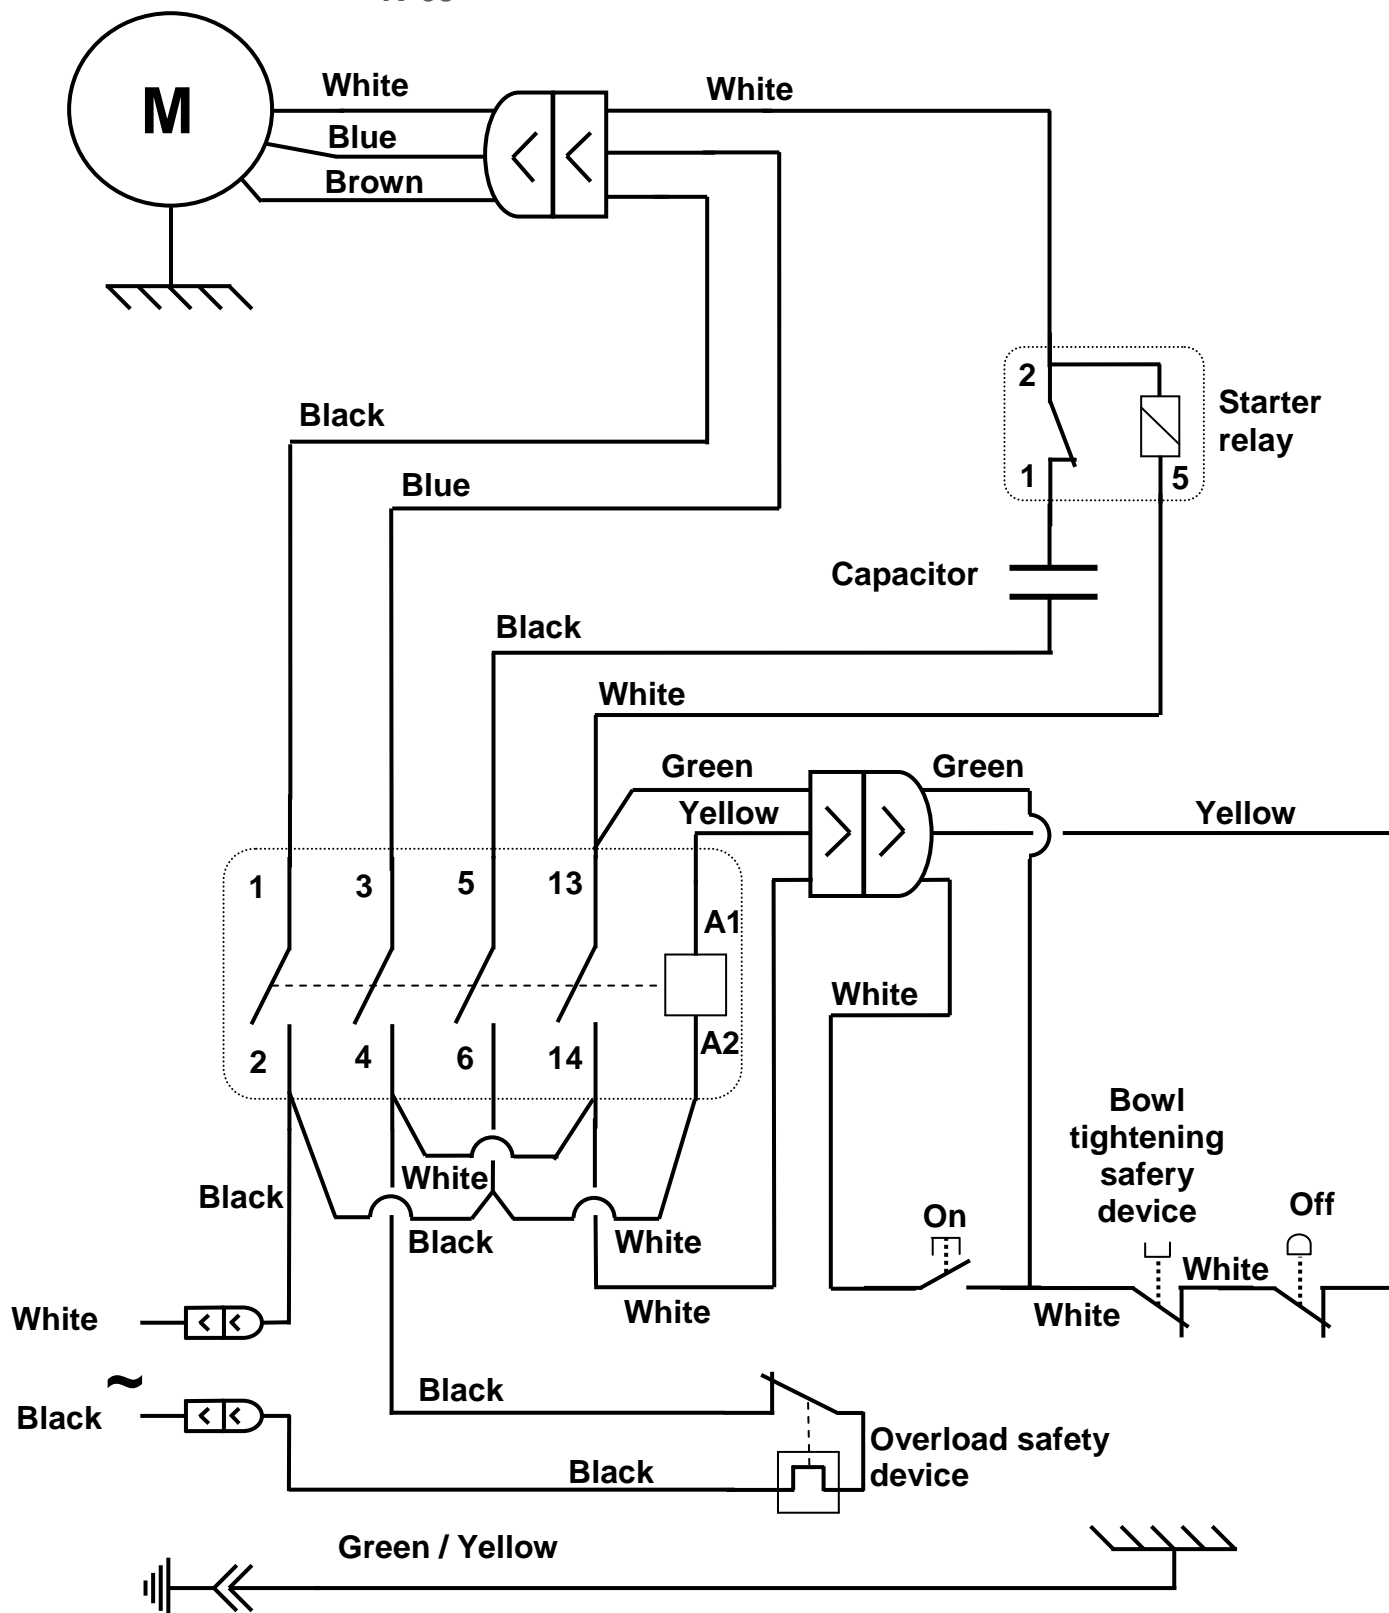 M
White
Blue
Brown
White
Black
Blue
2
1
5
Starter
relay
Capacitor
Black
White
Green
Yellow
Green
Yellow
1
3
5
13
A1
2
4
6
14
A2
White
Black
White
Black
White
White
On
Bowl
tightening
safery
device
Off
White
White
White
~
Black
Black
Black
Overload safety
device
Green / Yellow